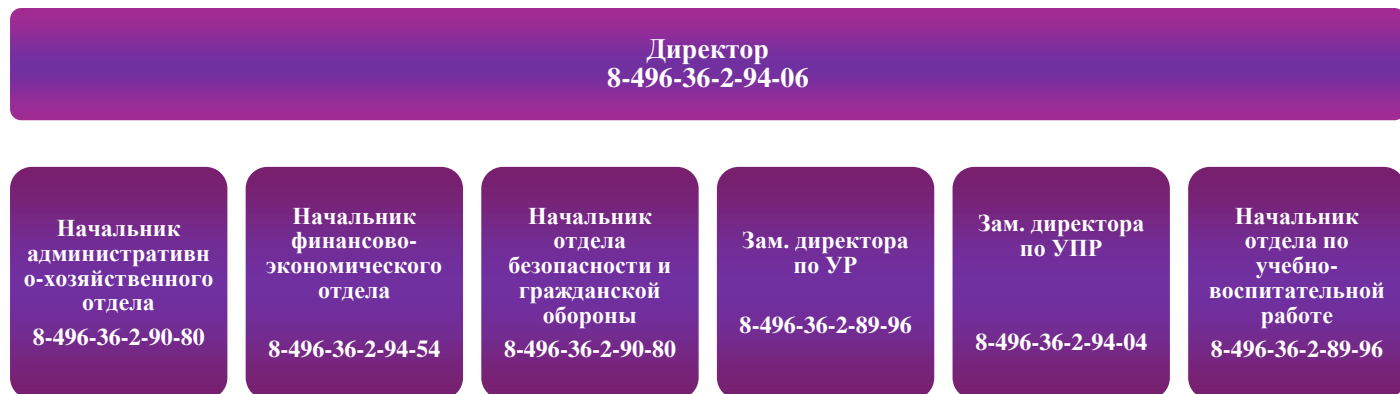 Директор
8-496-36-2-94-06
Начальник
административн
о-хозяйственного
отдела
8-496-36-2-90-80
Начальник
финансово-
экономического
отдела
8-496-36-2-94-54
Начальник
отдела
безопасности и
гражданской
обороны
8-496-36-2-90-80
Зам. директора
по УР
8-496-36-2-89-96
Зам. директора
по УПР
8-496-36-2-94-04
Начальник
отдела по
учебно-
воспитательной
работе
8-496-36-2-89-96